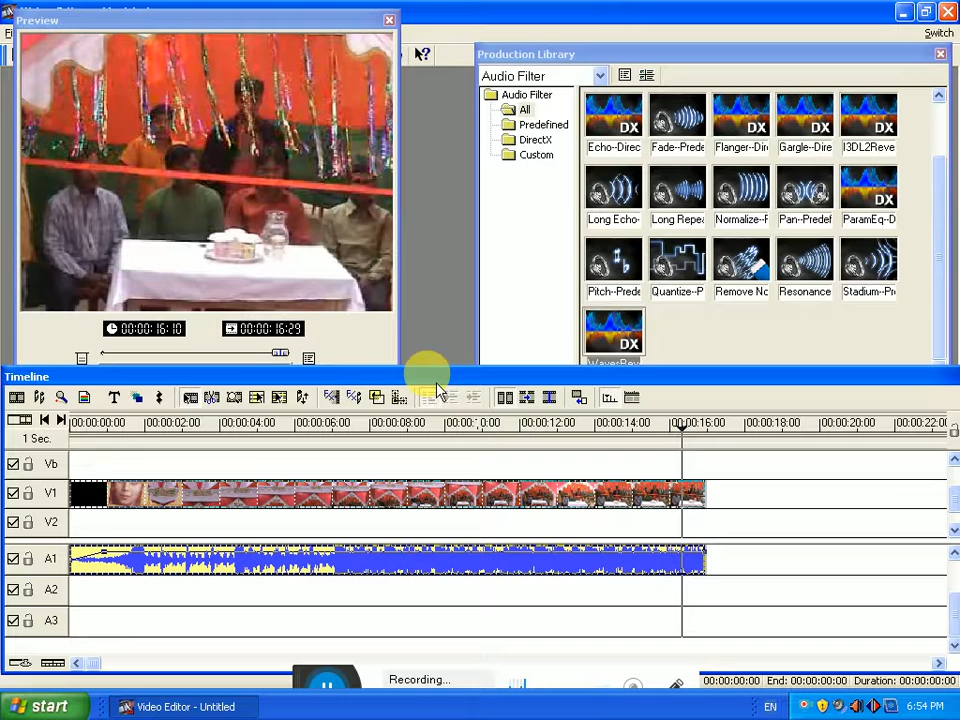 Preview
Switch
Production Library
Audio Filter
Audio Filter
All
Predefined
DirectX
Custom
DX DX DX DX
Echo--Direc Fade--Prede Flanger--Dire Gargle--Dire I3DL2Reve
DX
Long Echo- Long Repea Normalize--P Pan--Predef ParamEq--D
Pitch--Prede Quantize--P Remove No Resonance Stadium--Pr
DX
00:00:16:10 00:00:16:29
Timeline
1 Sec.
00:00:00:00 00:00:02:00 00:00:04:00 00:00:06:00 00:00:08:00 00:00:12:00 00:00:14:00 00:00:16:00 00:00:18:00 00:00:20:00 00:00:22:00
Vb
V1
V2
A1
A2
A3
Recording...
00:00:00:00 End: 00:00:00:00 Duration: 00:00:00:00
start
Video Editor - Untitled
EN
6:54 PM